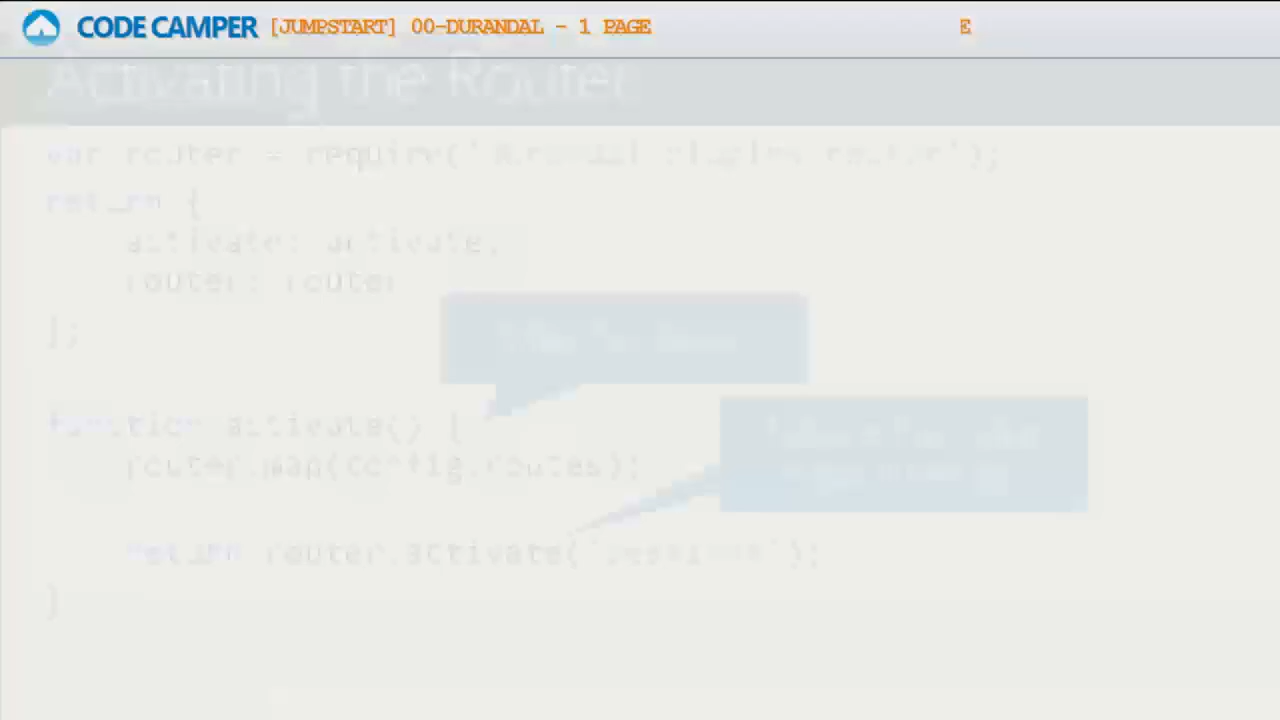 CODE CAMPER [JUMPSTART] 00-DURANDAL - 1 PAGE E
Activating the Router
var router = require('durandal/plugins/router');
return {
activate: activate,
router: router
};
function activate() {
router.map(config.routes);
return router.activate('sessions');
}